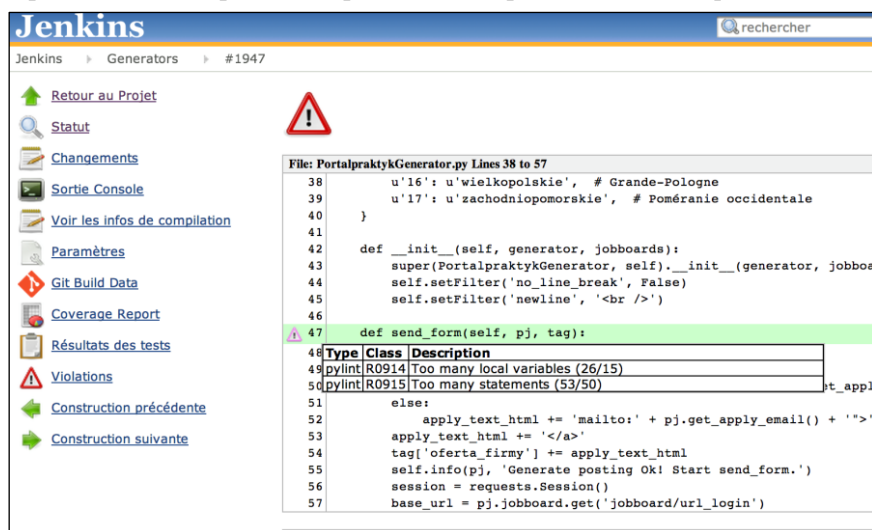 Jenkins
rechercher
Jenkins Generators #1947
Retour au Projet
Statut
Changements
Sortie Console
Voir les infos de compilation
Paramètres
Git Build Data
Coverage Report
Résultats des tests
Violations
Construction précédente
Construction suivante
File: PortalpraktykGenerator.py Lines 38 to 57
38 u'16': u'wielkopolskie', # Grande-Pologne
39 u'17': u'zachodniopomorskie', # Poméranie occidentale
40 }
41
42 def __init__(self, generator, jobboards):
43 super(PortalpraktykGenerator, self).__init__(generator, jobboa
44 self.setFilter('no_line_break', False)
45 self.setFilter('newline', '<br />')
46
47 def send_form(self, pj, tag):
48 Type Class Description
49 pylint R0914 Too many local variables (26/15)
50 pylint R0915 Too many statements (53/50) et_appl
51 else:
52 apply_text_html += 'mailto:' + pj.get_apply_email() + '">'
53 apply_text_html += '</a>'
54 tag['oferta_firmy'] += apply_text_html
55 self.info(pj, 'Generate posting Ok! Start send_form.')
56 session = requests.Session()
57 base_url = pj.jobboard.get('jobboard/url_login')